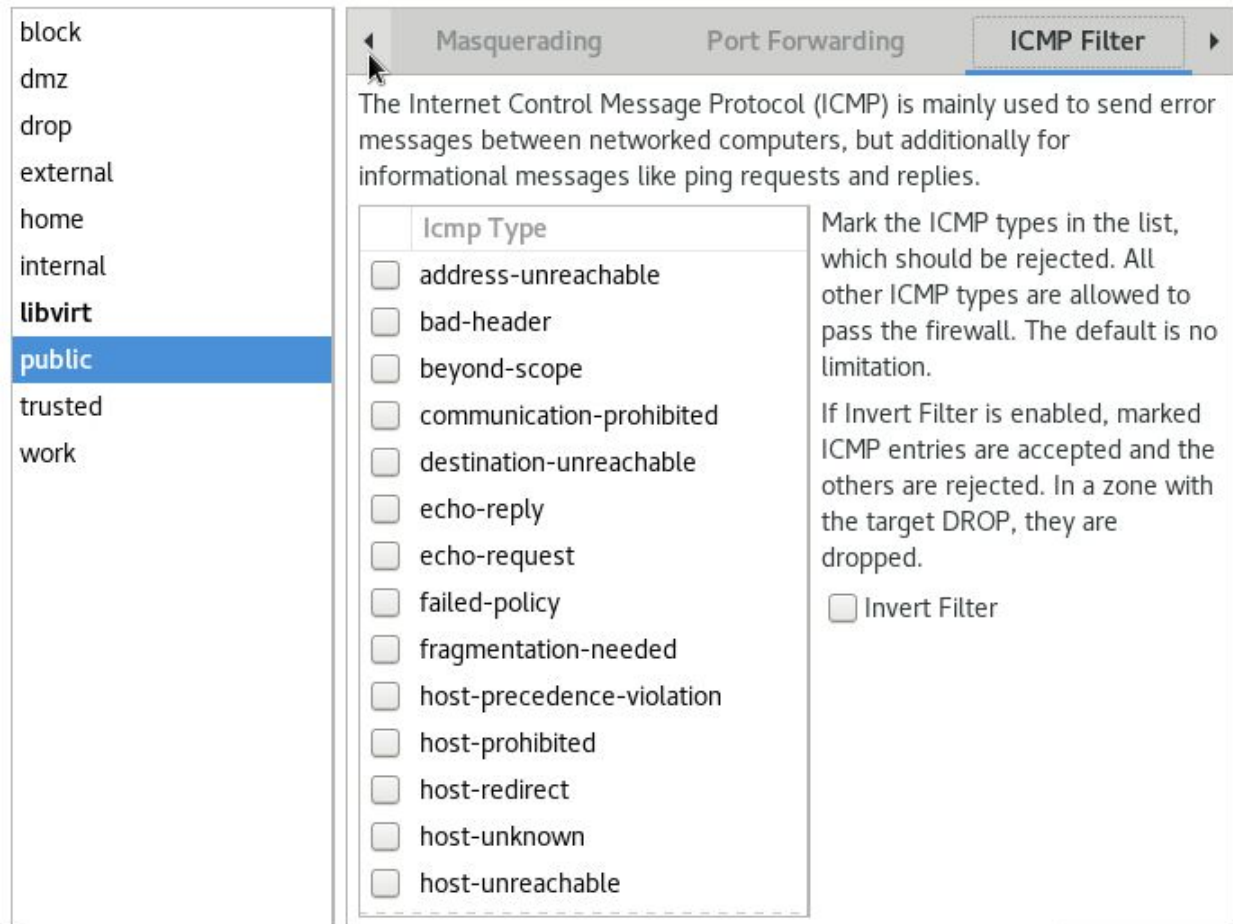 block
dmz
drop
external
home
internal
libvirt
public
trusted
work
Masquerading
Port Forwarding
ICMP Filter
The Internet Control Message Protocol (ICMP) is mainly used to send error
messages between networked computers, but additionally for
informational messages like ping requests and replies.
Icmp Type
address-unreachable
bad-header
beyond-scope
communication-prohibited
destination-unreachable
echo-reply
echo-request
failed-policy
fragmentation-needed
host-precedence-violation
host-prohibited
host-redirect
host-unknown
host-unreachable
Mark the ICMP types in the list,
which should be rejected. All
other ICMP types are allowed to
pass the firewall. The default is no
limitation.
If Invert Filter is enabled, marked
ICMP entries are accepted and the
others are rejected. In a zone with
the target DROP, they are
dropped.
Invert Filter